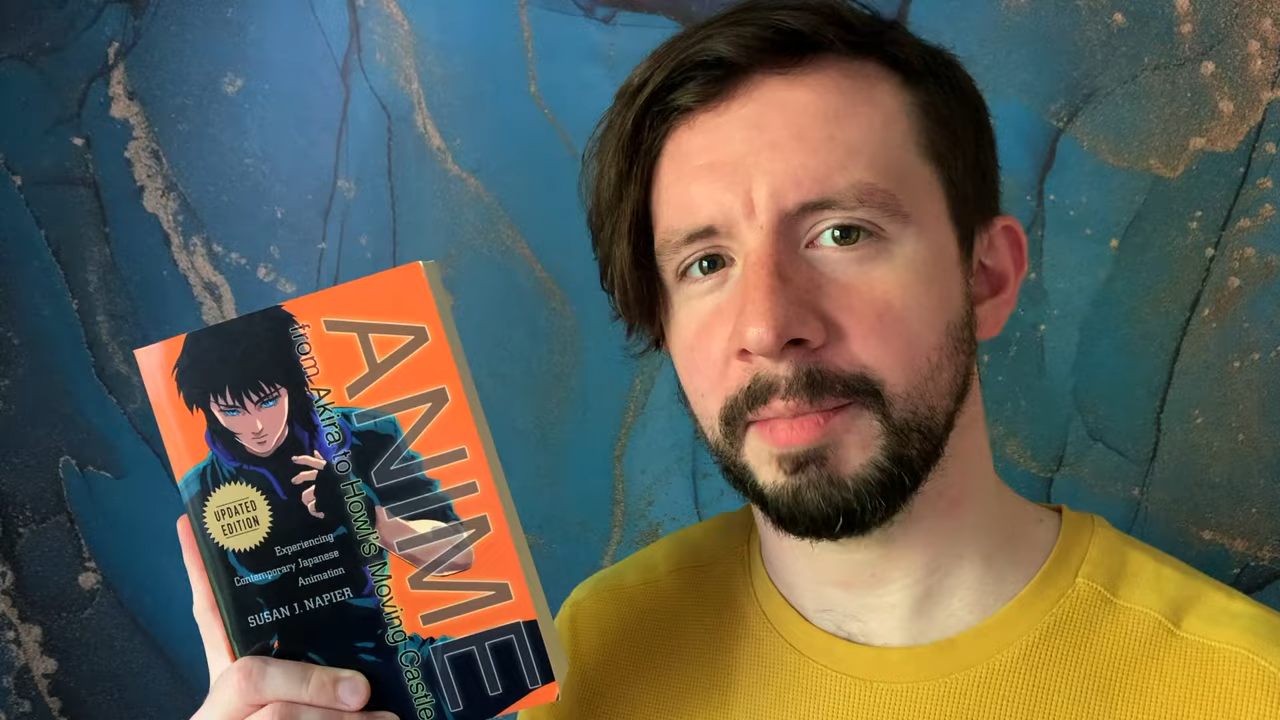 ANIME
from Akira to Howl's Moving Castle
UPDATED
EDITION
Experiencing
Contemporary Japanese
Animation
SUSAN J. NAPIER